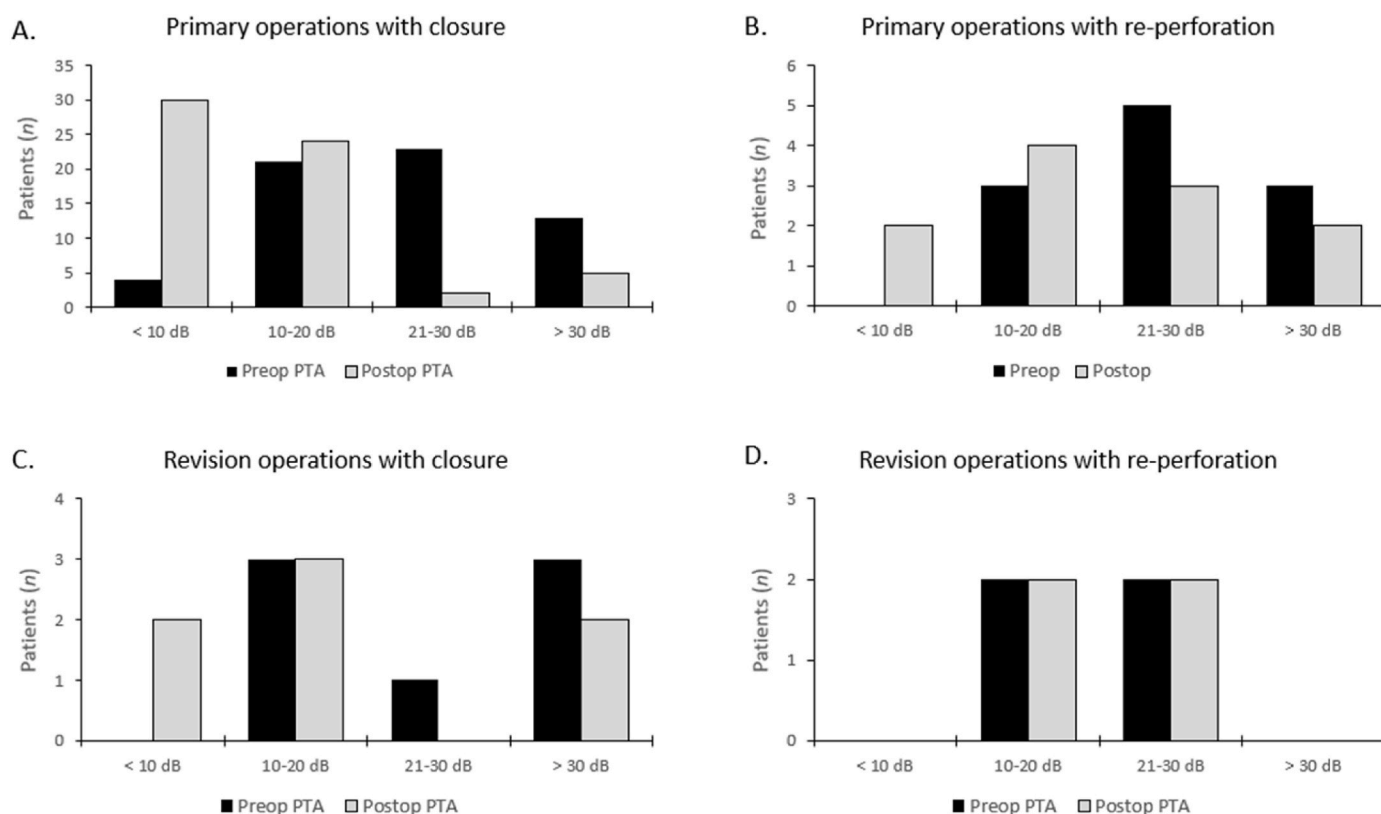 A. Primary operations with closure
Patients (n)
35
30
25
20
15
10
5
0
< 10 dB 10-20 dB 21-30 dB > 30 dB
Preop PTA Postop PTA
B. Primary operations with re-perforation
Patients (n)
6
5
4
3
2
1
0
< 10 dB 10-20 dB 21-30 dB > 30 dB
Preop Postop
C. Revision operations with closure
Patients (n)
4
3
2
1
0
< 10 dB 10-20 dB 21-30 dB > 30 dB
Preop PTA Postop PTA
D. Revision operations with re-perforation
Patients (n)
3
2
1
0
< 10 dB 10-20 dB 21-30 dB > 30 dB
Preop PTA Postop PTA